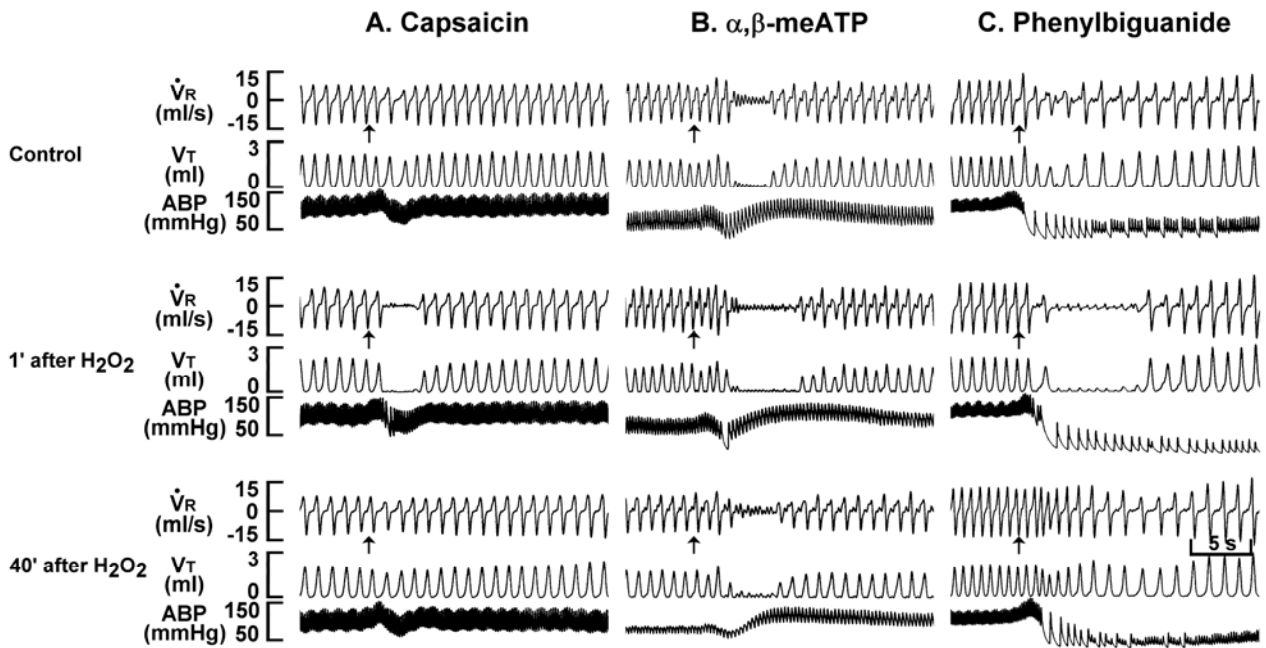 A. Capsaicin B. α,β-meATP C. Phenylbiguanide
Control
V̇R
(ml/s)
15
0
-15
VT
(ml)
3
0
ABP
(mmHg)
150
50
1' after H₂O₂
V̇R
(ml/s)
15
0
-15
VT
(ml)
3
0
ABP
(mmHg)
150
50
40' after H₂O₂
V̇R
(ml/s)
15
0
-15
5 s
VT
(ml)
3
0
ABP
(mmHg)
150
50